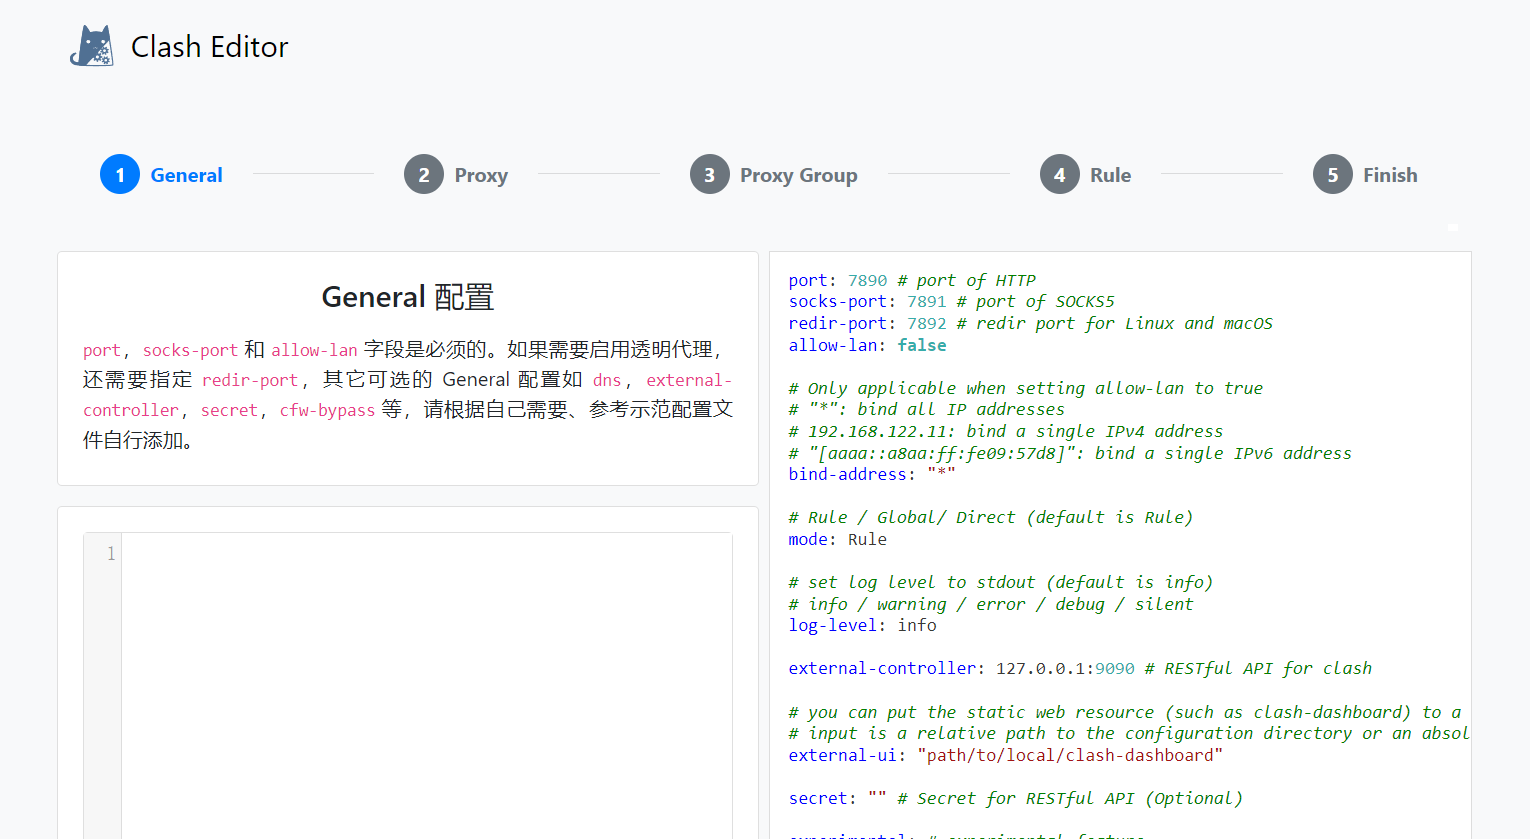 Clash Editor
1 General
2 Proxy
3 Proxy Group
4 Rule
5 Finish
General 配置
port，socks-port 和 allow-lan 字段是必须的。如果需要启用透明代理，
还需要指定 redir-port，其它可选的 General 配置如 dns，external-
controller，secret，cfw-bypass 等，请根据自己需要、参考示范配置文
件自行添加。
1
port: 7890 # port of HTTP
socks-port: 7891 # port of SOCKS5
redir-port: 7892 # redir port for Linux and macOS
allow-lan: false
# Only applicable when setting allow-lan to true
# "*": bind all IP addresses
# 192.168.122.11: bind a single IPv4 address
# "[aaaa::a8aa:ff:fe09:57d8]": bind a single IPv6 address
bind-address: "*"
# Rule / Global/ Direct (default is Rule)
mode: Rule
# set log level to stdout (default is info)
# info / warning / error / debug / silent
log-level: info
external-controller: 127.0.0.1:9090 # RESTful API for clash
# you can put the static web resource (such as clash-dashboard) to a
# input is a relative path to the configuration directory or an absol
external-ui: "path/to/local/clash-dashboard"
secret: "" # Secret for RESTful API (Optional)
experimental: # experimental feature